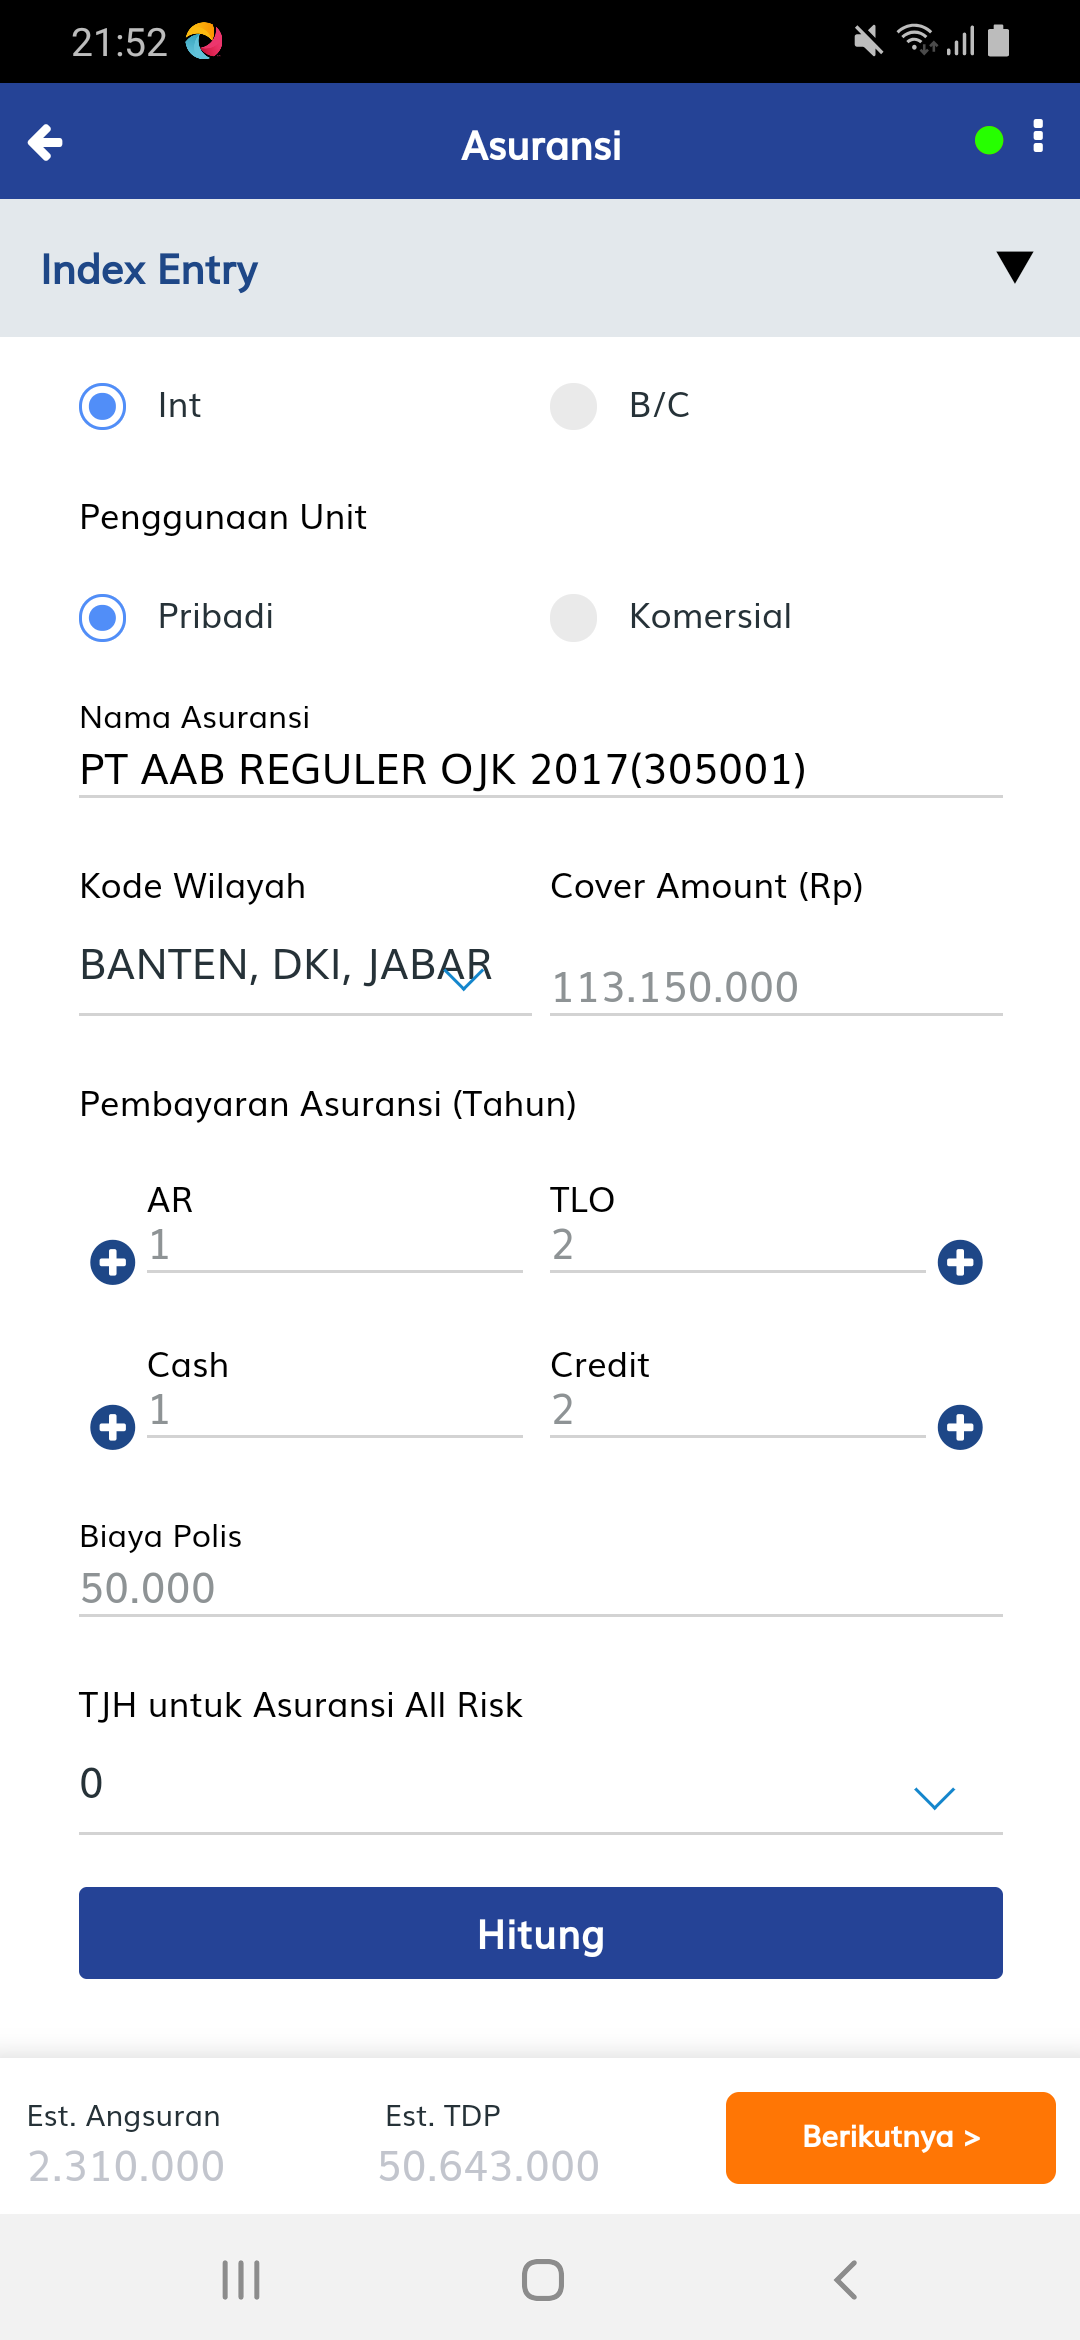 21:52
Asuransi
Index Entry
Int
B/C
Penggunaan Unit
Pribadi
Komersial
Nama Asuransi
PT AAB REGULER OJK 2017(305001)
Kode Wilayah
Cover Amount (Rp)
BANTEN, DKI, JABAR
113.150.000
Pembayaran Asuransi (Tahun)
AR
TLO
1
2
Cash
Credit
1
2
Biaya Polis
50.000
TJH untuk Asuransi All Risk
0
Hitung
Est. Angsuran
Est. TDP
2.310.000
50.643.000
Berikutnya >